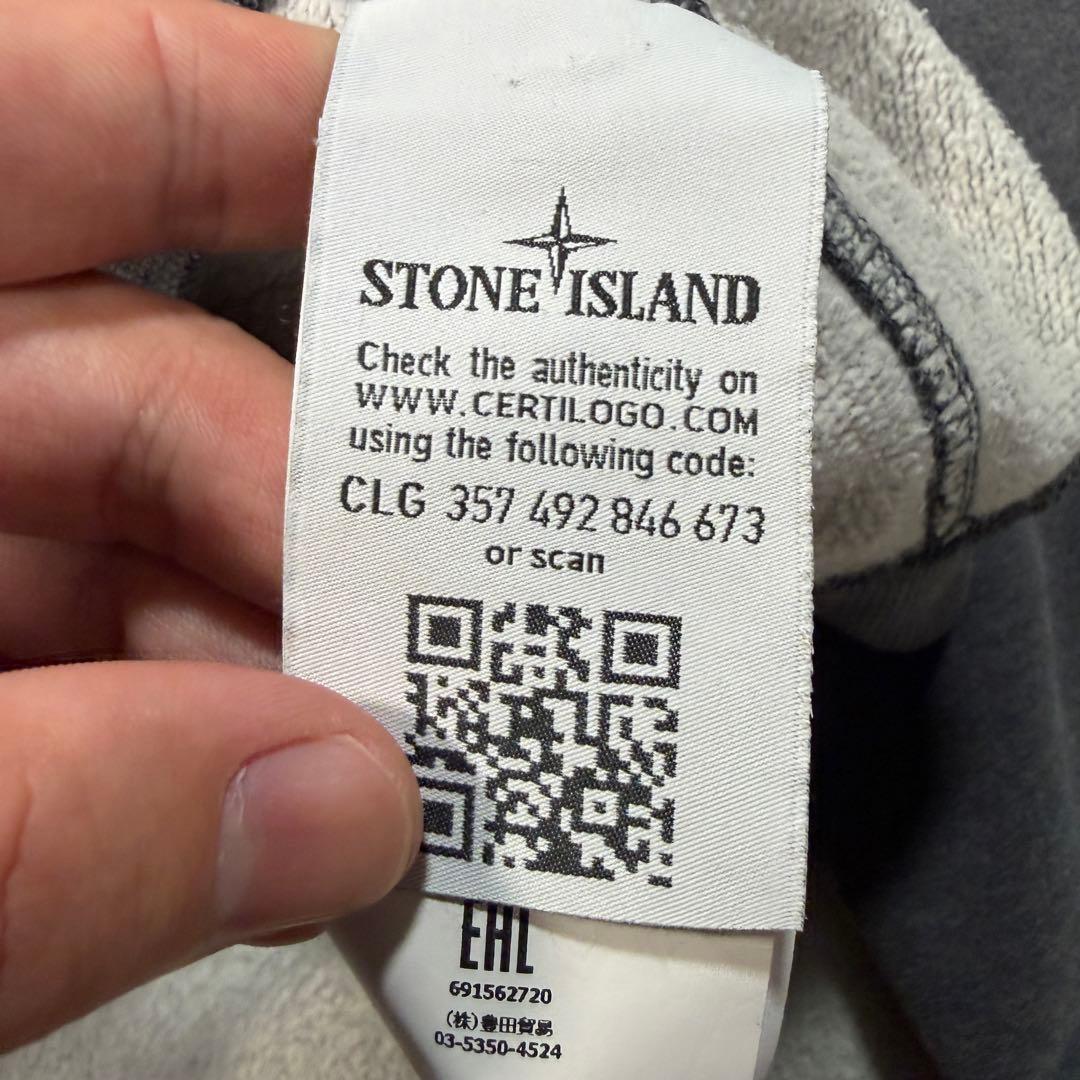 STONE ISLAND
Check the authenticity on
WWW.CERTILOGO.COM
using the following code:
CLG 357 492 846 673
or scan
EAC
691562720
(株)豊田貿易
03-5350-4524